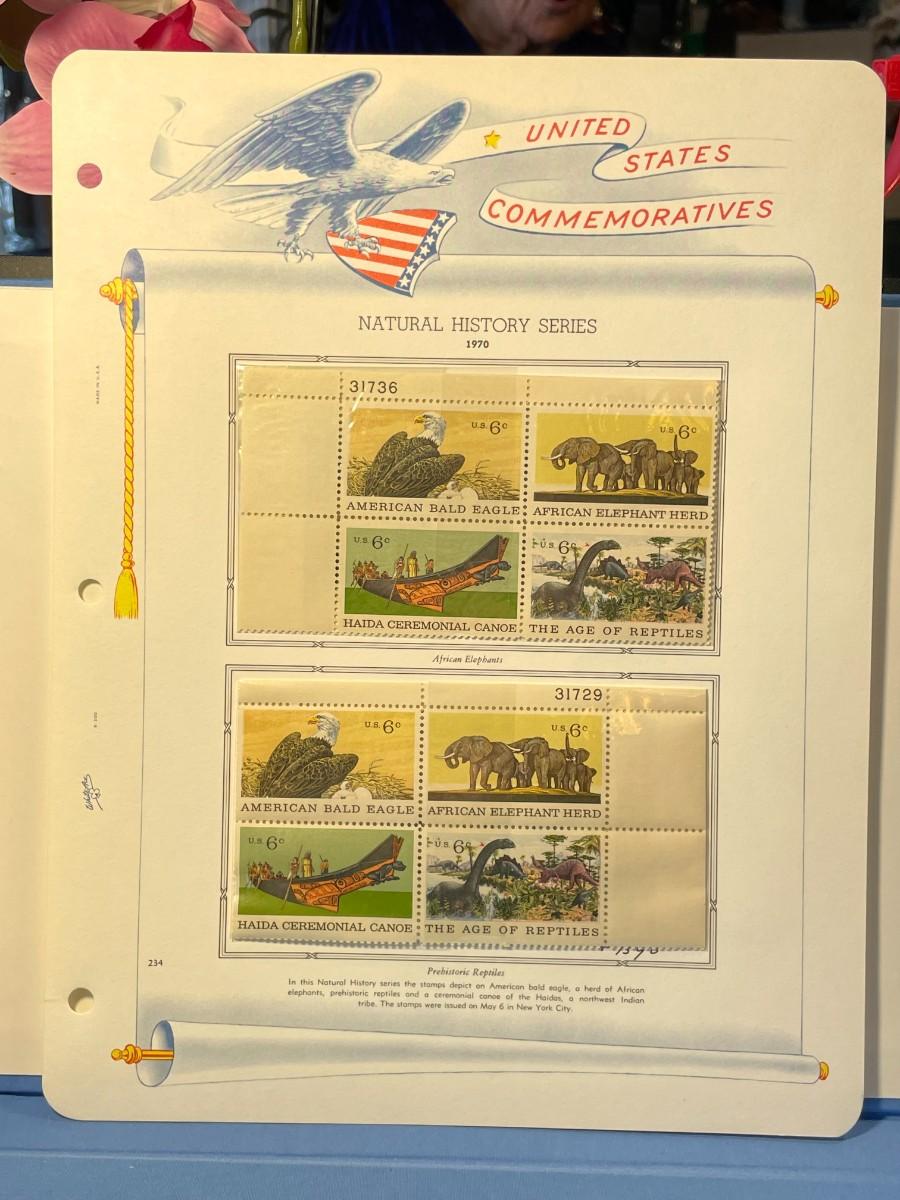 UNITED
STATES
COMMEMORATIVES
NATURAL HISTORY SERIES
1970
MADE IN U.S.A.
31736
U.S. 6c
AMERICAN BALD EAGLE
U.S. 6c
AFRICAN ELEPHANT HERD
U.S. 6c
HAIDA CEREMONIAL CANOE
U.S. 6c
THE AGE OF REPTILES
African Elephants
31729
U.S. 6c
AMERICAN BALD EAGLE
U.S. 6c
AFRICAN ELEPHANT HERD
U.S. 6c
HAIDA CEREMONIAL CANOE
U.S. 6c
THE AGE OF REPTILES
234
Prehistoric Reptiles
In this Natural History series the stamps depict an American bald eagle, a herd of African
elephants, prehistoric reptiles and a ceremonial canoe of the Haidas, a northwest Indian
tribe. The stamps were issued on May 6 in New York City.